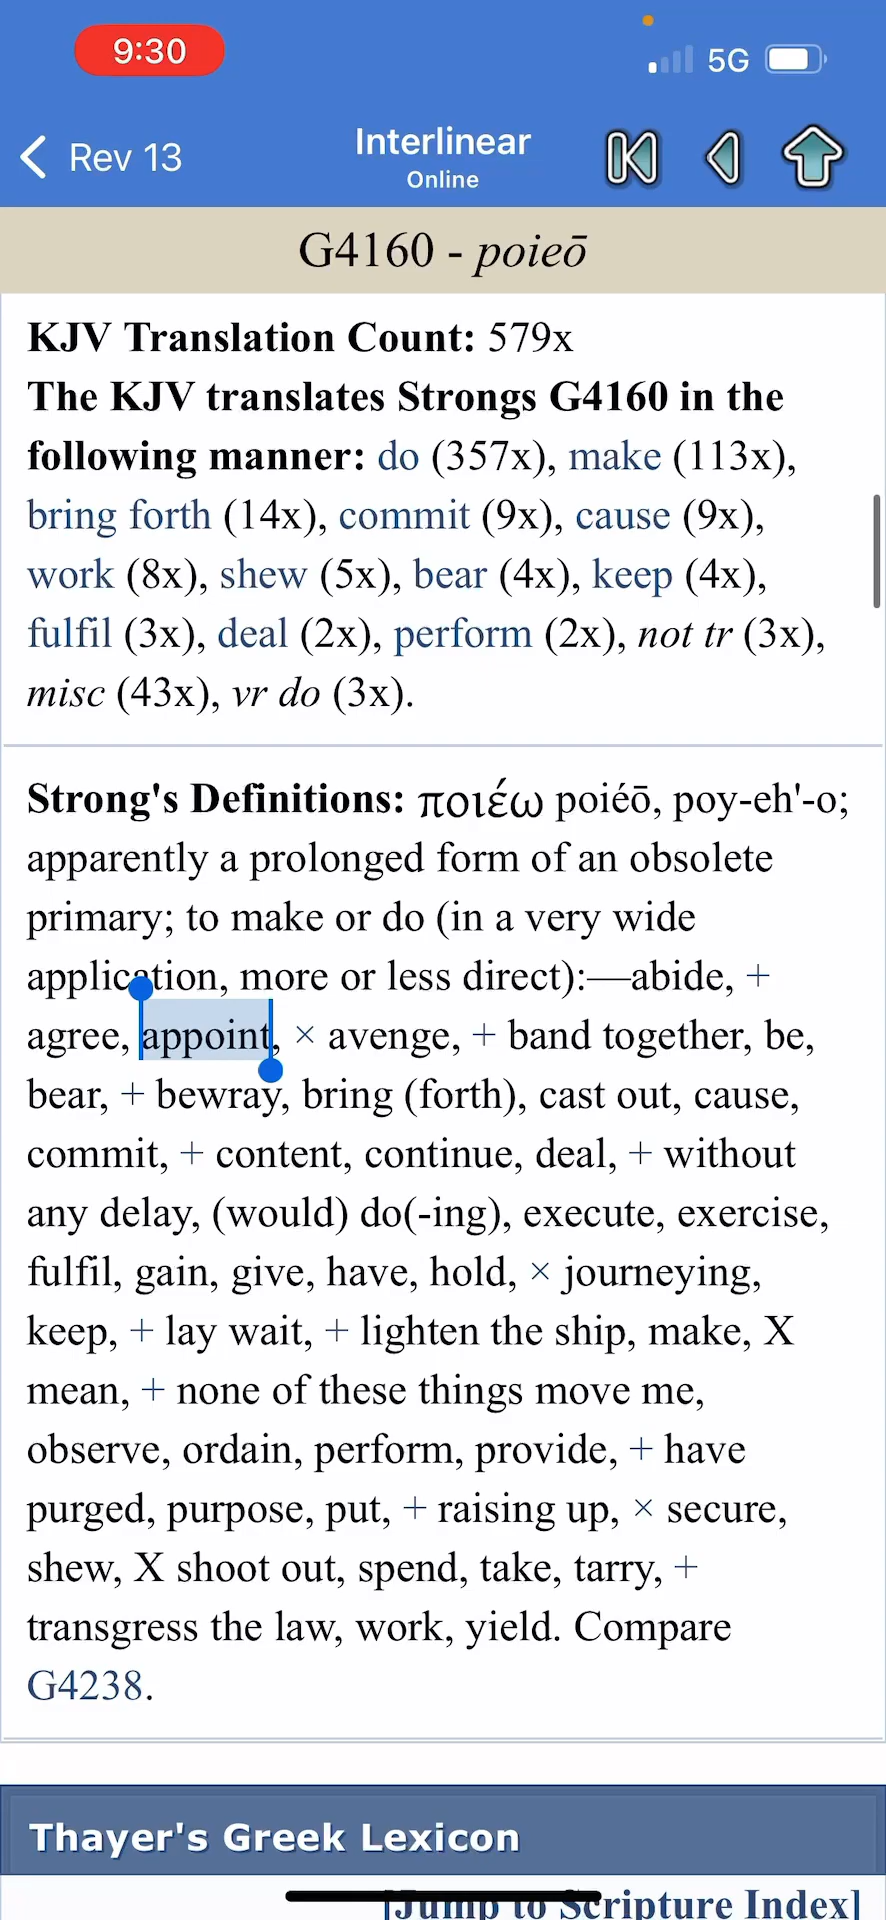 9:30
5G
Rev 13
Interlinear
Online
G4160 - poieō
KJV Translation Count: 579x
The KJV translates Strongs G4160 in the
following manner: do (357x), make (113x),
bring forth (14x), commit (9x), cause (9x),
work (8x), shew (5x), bear (4x), keep (4x),
fulfil (3x), deal (2x), perform (2x), not tr (3x),
misc (43x), vr do (3x).
Strong's Definitions: ποιέω poiéō, poy-eh'-o;
apparently a prolonged form of an obsolete
primary; to make or do (in a very wide
application, more or less direct):—abide, +
agree, appoint, × avenge, + band together, be,
bear, + bewray, bring (forth), cast out, cause,
commit, + content, continue, deal, + without
any delay, (would) do(-ing), execute, exercise,
fulfil, gain, give, have, hold, × journeying,
keep, + lay wait, + lighten the ship, make, X
mean, + none of these things move me,
observe, ordain, perform, provide, + have
purged, purpose, put, + raising up, × secure,
shew, X shoot out, spend, take, tarry, +
transgress the law, work, yield. Compare
G4238.
Thayer's Greek Lexicon
[Jump to Scripture Index]